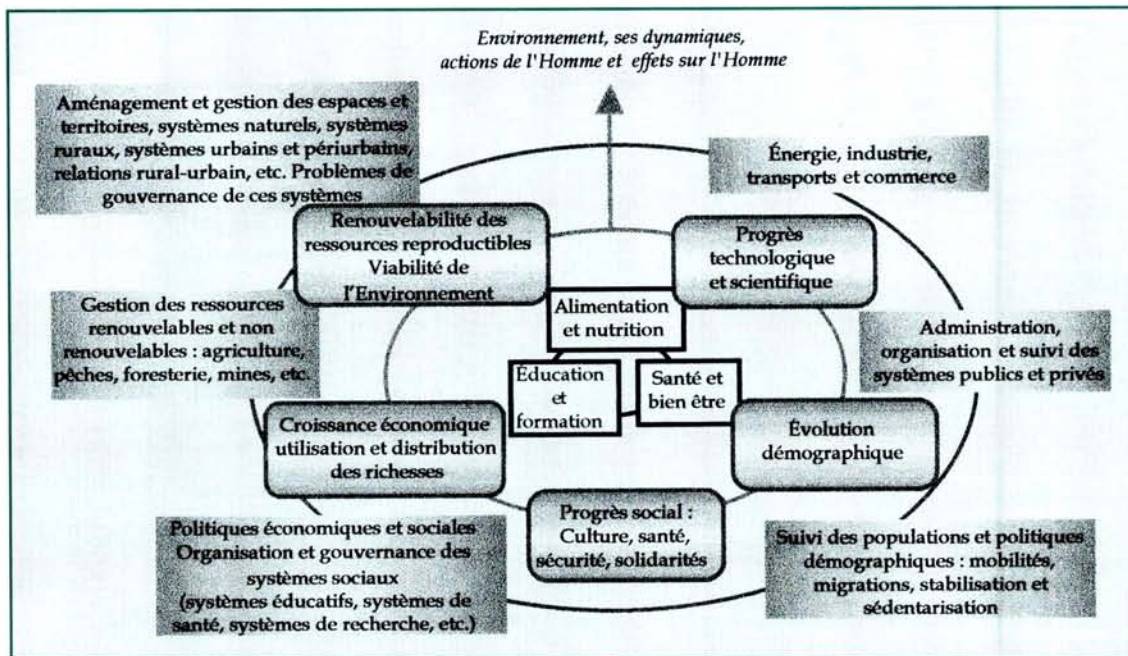 Environnement, ses dynamiques,
actions de l'Homme et effets sur l'Homme
Aménagement et gestion des espaces et
territoires, systèmes naturels, systèmes
ruraux, systèmes urbains et périurbains,
relations rural-urbain, etc. Problèmes de
gouvernance de ces systèmes
Énergie, industrie,
transports et commerce
Renouvelabilité des
ressources reproductibles
Viabilité de
l'Environnement
Progrès
technologique
et scientifique
Gestion des ressources
renouvelables et non
renouvelables : agriculture,
pêches, foresterie, mines, etc.
Alimentation
et nutrition
Éducation
et
formation
Santé et
bien être
Administration,
organisation et suivi des
systèmes publics et privés
Croissance économique
utilisation et distribution
des richesses
Évolution
démographique
Progrès social :
Culture, santé,
sécurité, solidarités
Politiques économiques et sociales
Organisation et gouvernance des
systèmes sociaux
(systèmes éducatifs, systèmes de
santé, systèmes de recherche, etc.)
Suivi des populations et politiques
démographiques : mobilités,
migrations, stabilisation et
sédentarisation